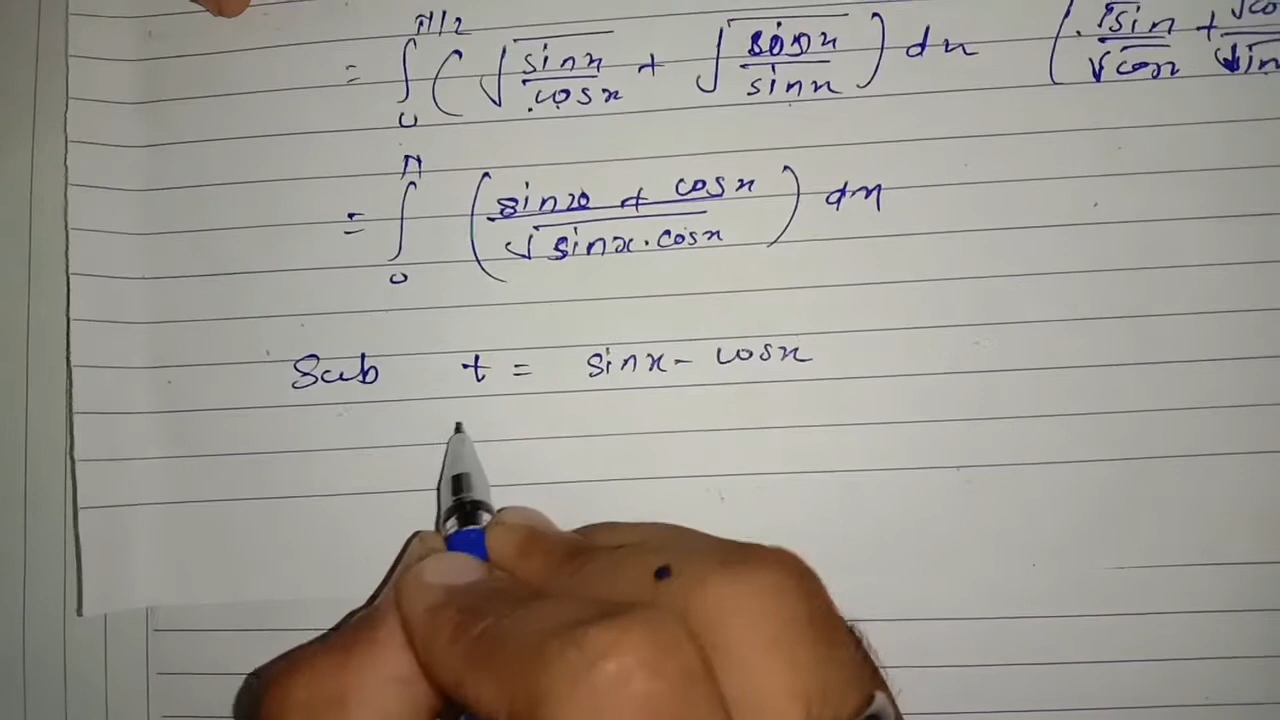 π/2
= ∫ ( √sinx/cosx + √cosx/sinx ) dx ( √sin/√cosx + √co/√sin
0
π
= ∫ ( sinx + cosx / √sinx.cosx ) dx
0
Sub t = sinx - cosx